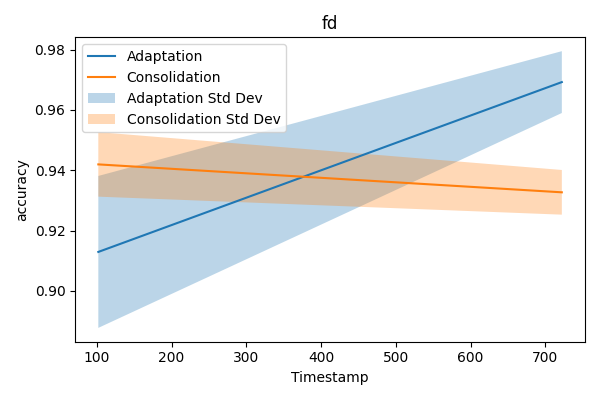 fd
Adaptation
Consolidation
Adaptation Std Dev
Consolidation Std Dev
0.98
0.96
0.94
0.92
0.90
accuracy
100 200 300 400 500 600 700
Timestamp